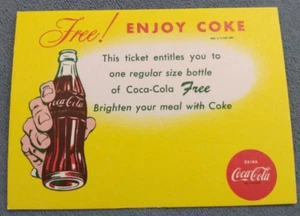 Free! ENJOY COKE
This ticket entitles you to
one regular size bottle
of Coca-Cola Free
Brighten your meal with Coke
Coca-Cola
DRINK
Coca-Cola